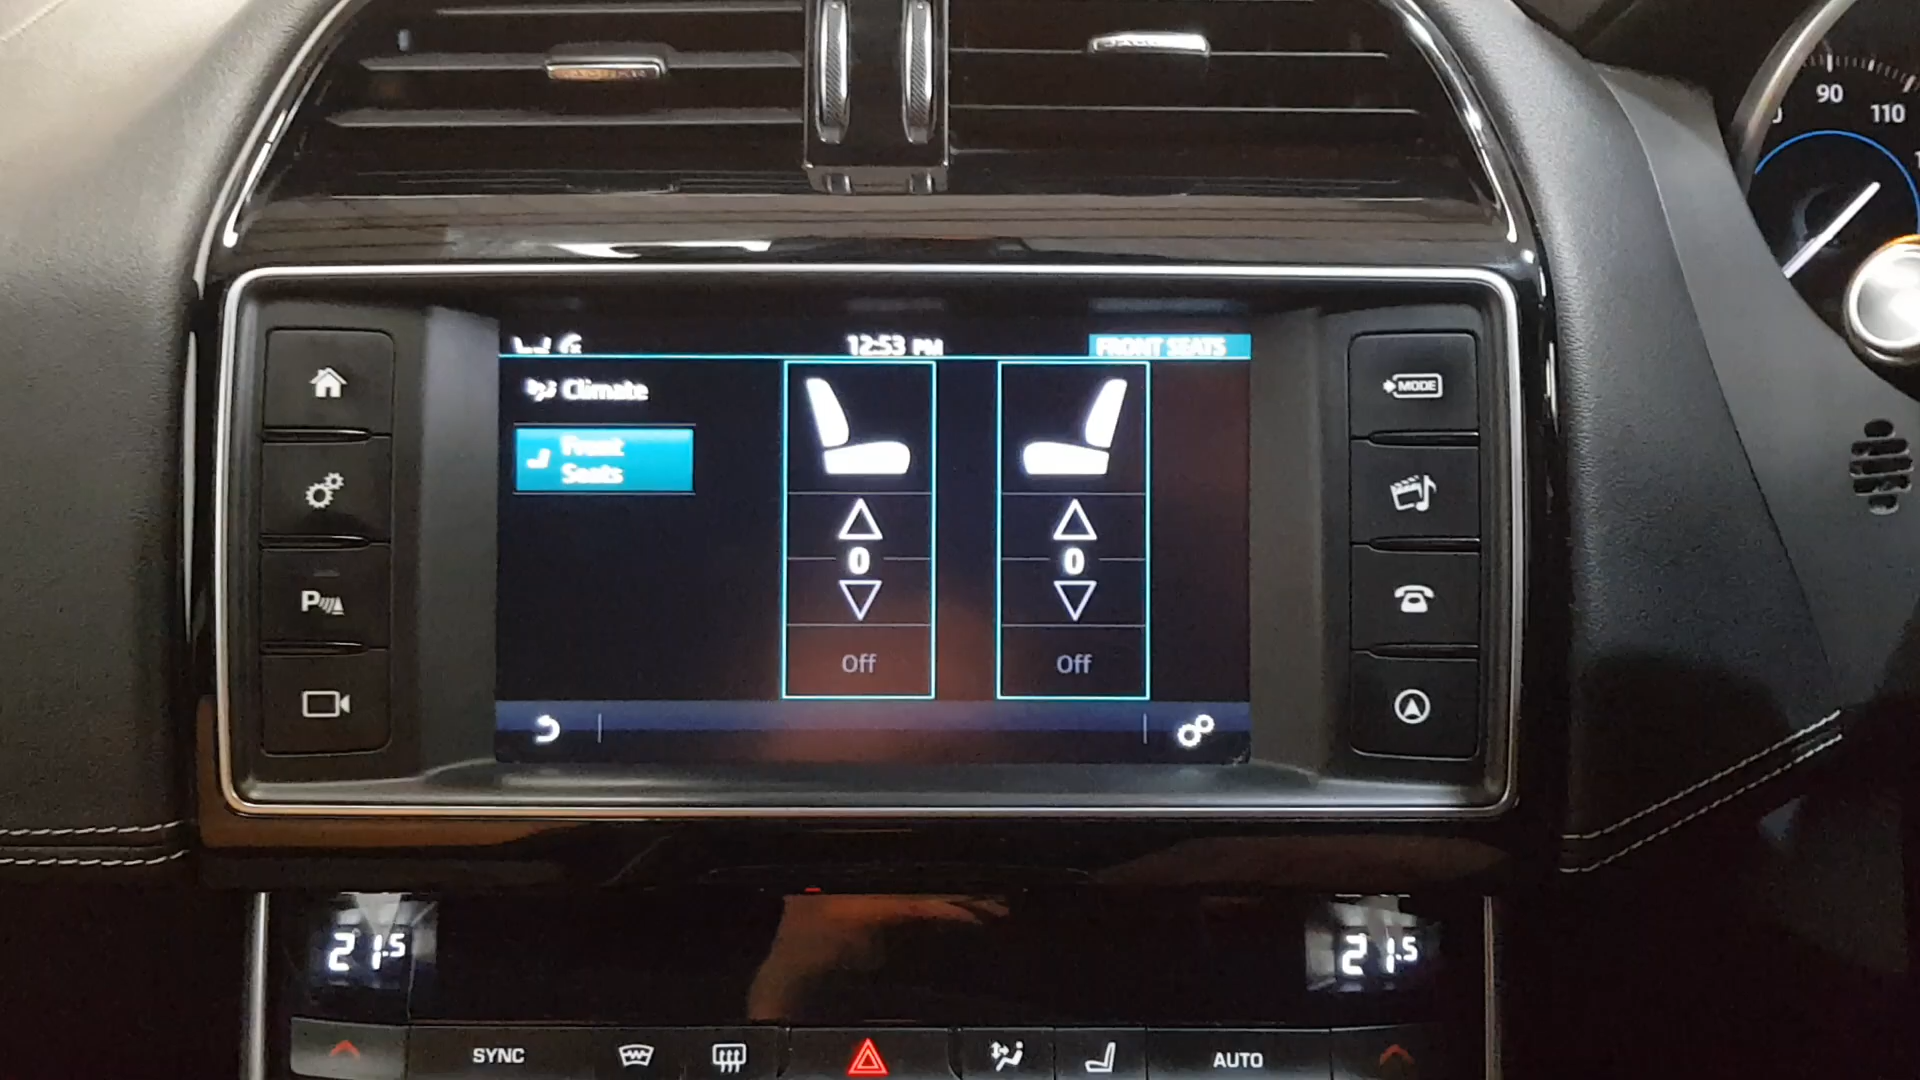 JAGUAR
90
110
12:53 PM
FRONT SEATS
Climate
Front
Seats
0
0
Off
Off
MODE
P
21.5
21.5
SYNC
AUTO